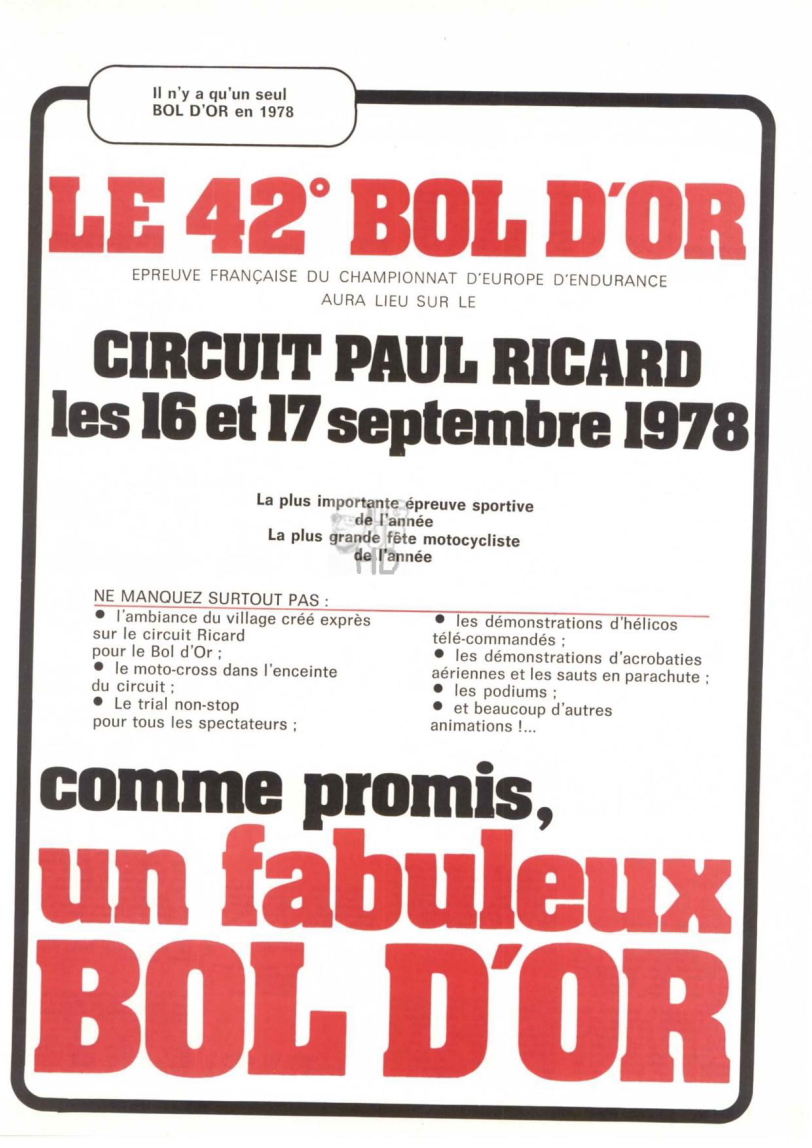 Il n'y a qu'un seul
BOL D'OR en 1978
LE 42° BOL D'OR
EPREUVE FRANÇAISE DU CHAMPIONNAT D'EUROPE D'ENDURANCE
AURA LIEU SUR LE
CIRCUIT PAUL RICARD
les 16 et 17 septembre 1978
La plus importante épreuve sportive
de l'année
La plus grande fête motocycliste
de l'année
HD
NE MANQUEZ SURTOUT PAS :
● l'ambiance du village créé exprès
sur le circuit Ricard
pour le Bol d'Or ;
● le moto-cross dans l'enceinte
du circuit ;
● Le trial non-stop
pour tous les spectateurs ;
● les démonstrations d'hélicos
télé-commandés ;
● les démonstrations d'acrobaties
aériennes et les sauts en parachute ;
● les podiums ;
● et beaucoup d'autres
animations !...
comme promis,
un fabuleux
BOL D'OR